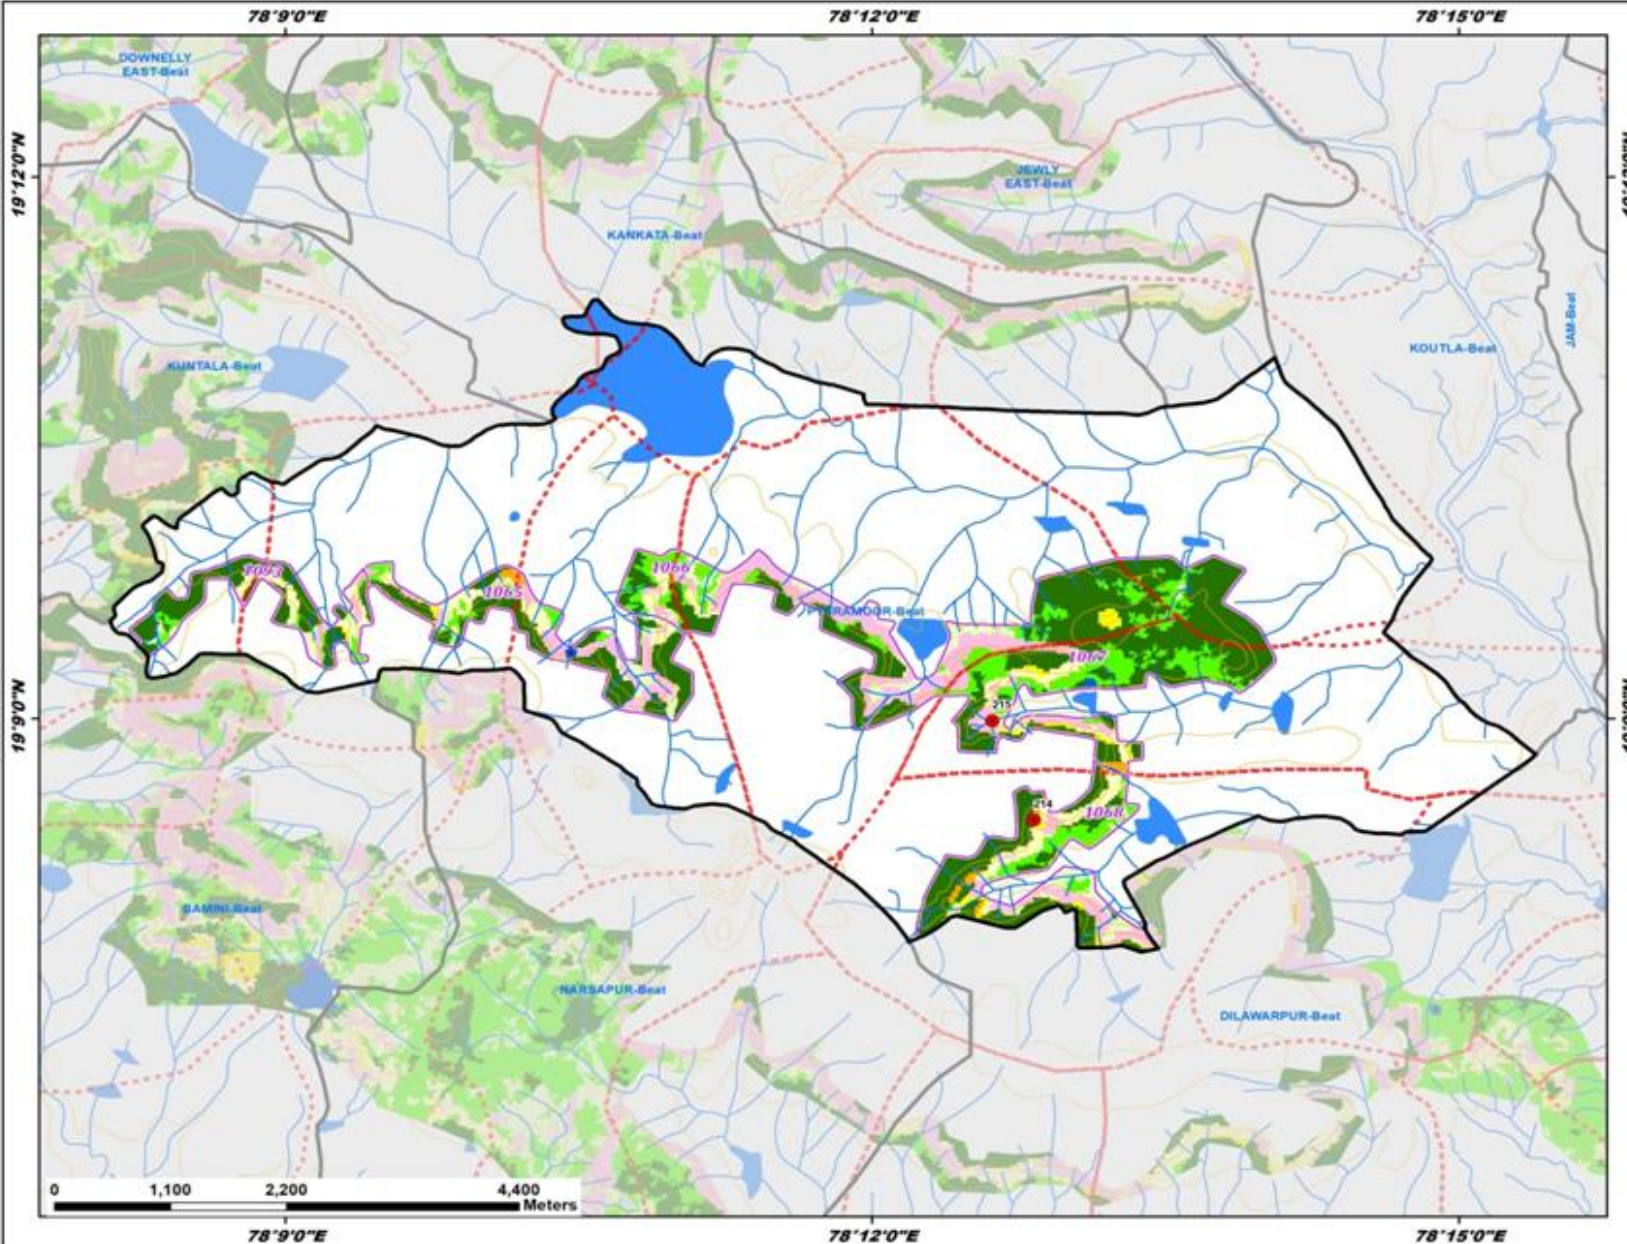 78°9'0"E
78°12'0"E
78°15'0"E
DOWNELLY
EAST-Beat
19°12'0"N
JEWLY
EAST-Beat
KANKATA-Beat
JAM-Beat
KOUTLA-Beat
KUNTALA-Beat
1066
1093
1065
1067
215
19°9'0"N
214
1068
BAMINI-Beat
NARSAPUR-Beat
DILAWARPUR-Beat
0
1,100
2,200
4,400
Meters
78°9'0"E
78°12'0"E
78°15'0"E